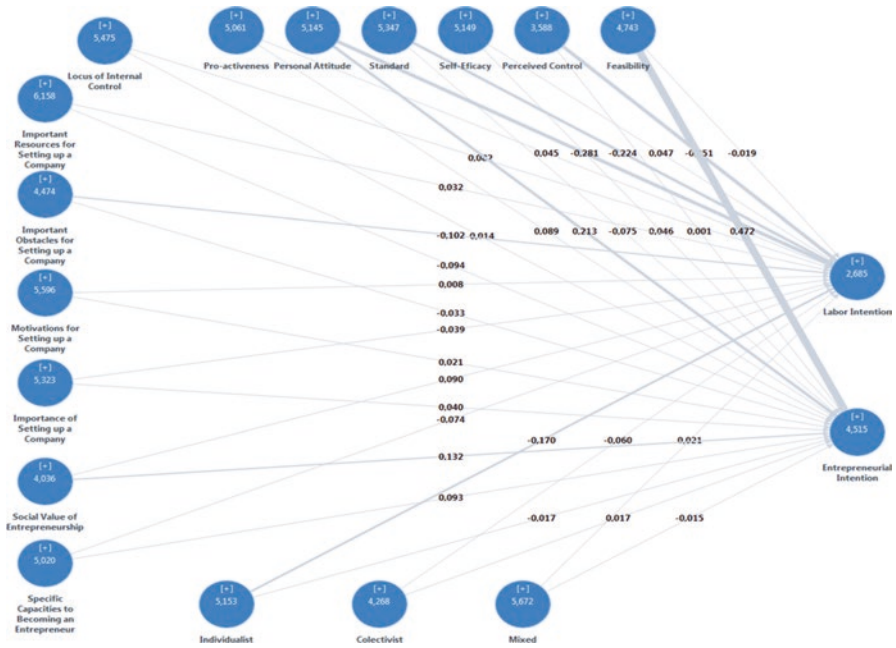 [+] [+] [+] [+] [+] [+] [+]
5,475 5,061 5,145 5,347 5,149 3,588 4,743
Locus of Internal
Control
Pro-activeness Personal Attitude Standard Self-Eficacy Perceived Control Feasibility
[+]
6,158
Important
Resources for
Setting up a
Company
[+]
4,474
Important
Obstacles for
Setting up a
Company
[+]
5,596
Motivations for
Setting up a
Company
[+]
5,323
Importance of
Setting up a
Company
[+]
4,036
Social Value of
Entrepreneurship
[+]
5,020
Specific
Capacities to
Becoming an
Entrepreneur
0.045 -0.281 -0.224 0.047 -0.019
0.032
-0.102 0.014 0.089 0.213 -0.075 0.046 0.001 0.472
-0.094
0.008
-0.033
-0.039
0.021
0.090
0.040
-0.074
-0.170 -0.060 0.021
0.132
0.093
-0.017 0.017 -0.015
[+]
2,685
Labor Intention
[+]
4,515
Entrepreneurial
Intention
[+] [+] [+]
5,153 4,268 5,672
Individualist Colectivist Mixed